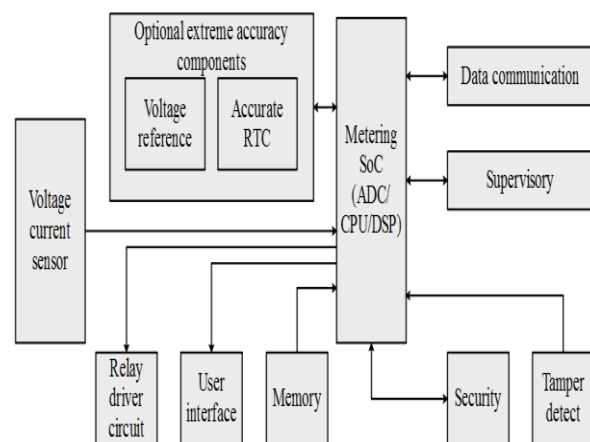 Optional extreme accuracy
components
Voltage
reference
Accurate
RTC
Voltage
current
sensor
Metering
SoC
(ADC/
CPU/DSP)
Data communication
Supervisory
Relay
driver
circuit
User
interface
Memory
Security
Tamper
detect